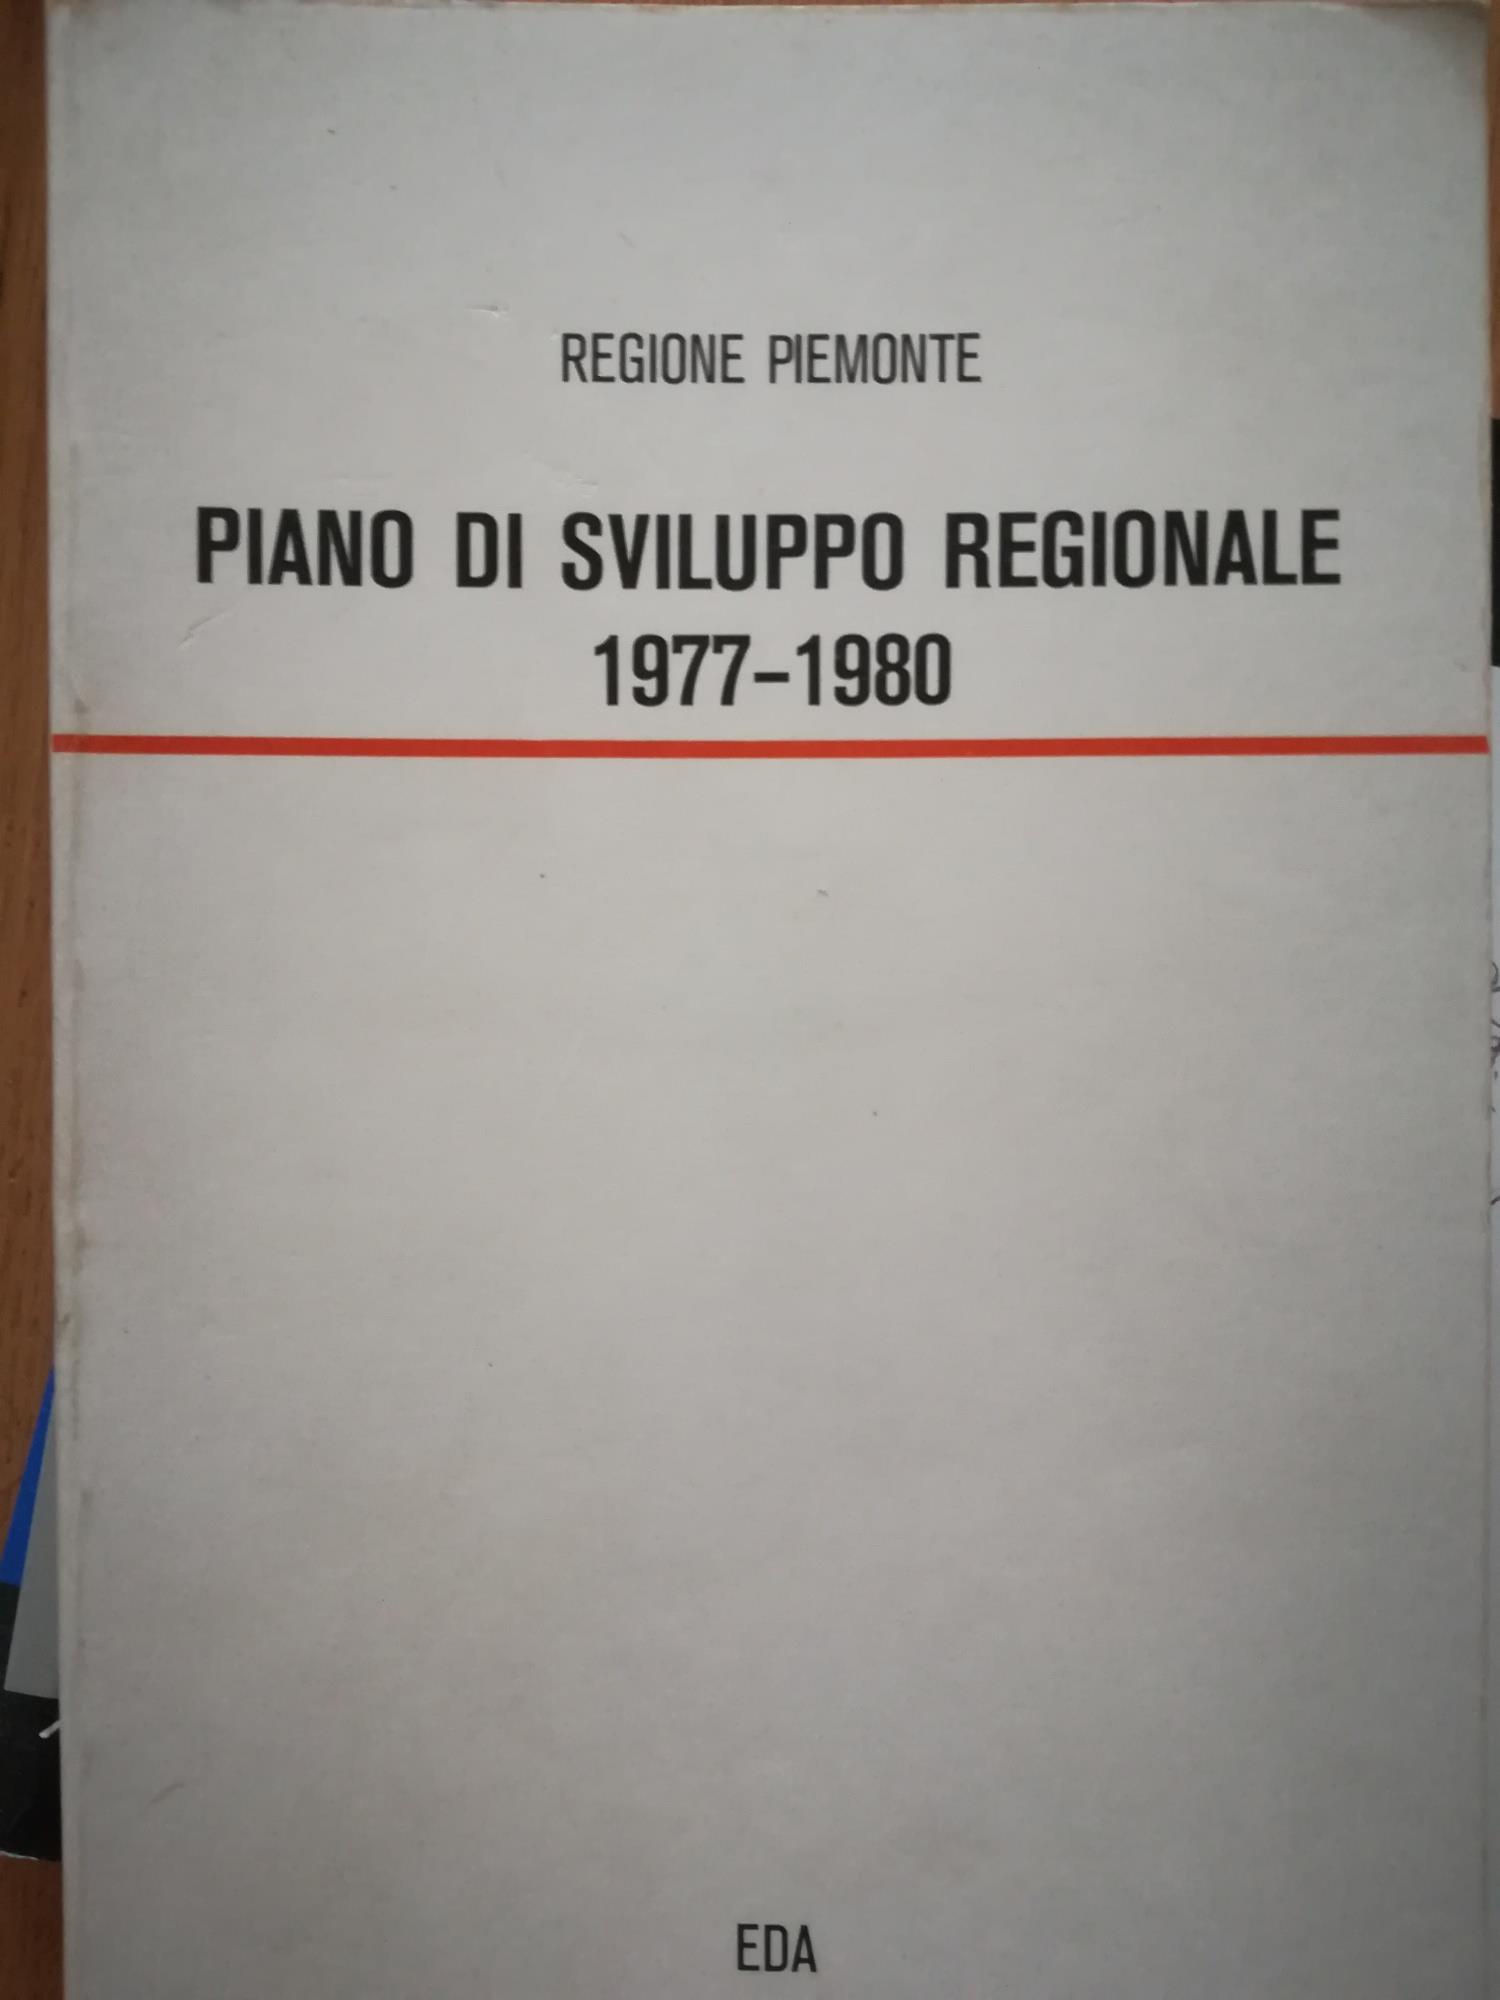 REGIONE PIEMONTE
PIANO DI SVILUPPO REGIONALE
1977-1980
EDA